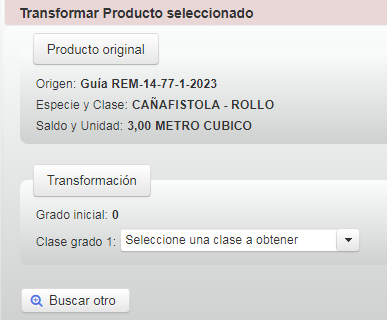 Transformar Producto seleccionado
Producto original
Origen: Guía REM-14-77-1-2023
Especie y Clase: CAÑAFISTOLA - ROLLO
Saldo y Unidad: 3,00 METRO CUBICO
Transformación
Grado inicial: 0
Clase grado 1: Seleccione una clase a obtener
Buscar otro